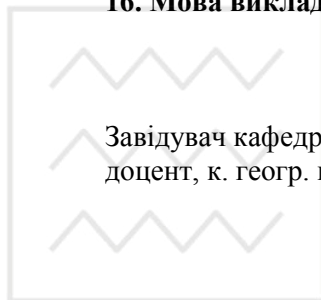 16. Мова виклад
Завідувач кафедр
доцент, к. геогр. н